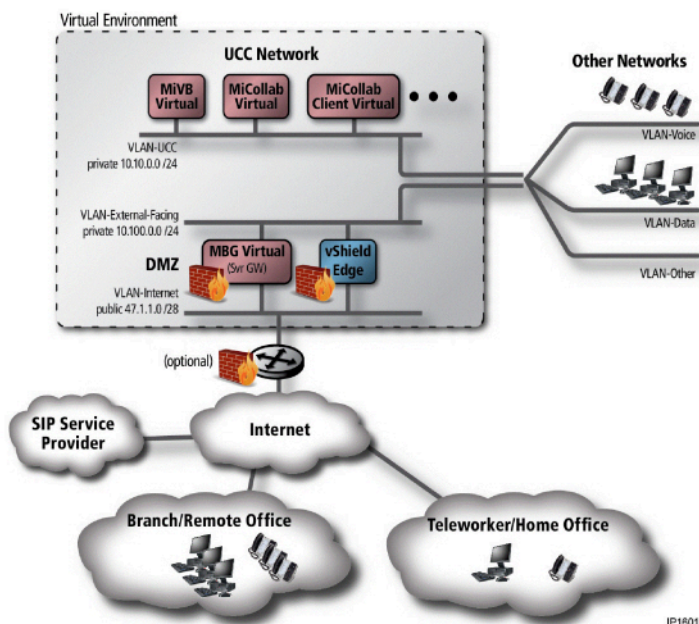 Virtual Environment
UCC Network
MiVB
Virtual
MiCollab
Virtual
MiCollab
Client Virtual
Other Networks
VLAN-Voice
VLAN-UCC
private 10.10.0.0 /24
VLAN-Data
VLAN-External-Facing
private 10.100.0.0 /24
DMZ
MBG Virtual
(Svr GW)
vShield
Edge
VLAN-Other
VLAN-Internet
public 47.1.1.0 /28
(optional)
SIP Service
Provider
Internet
Branch/Remote Office
Teleworker/Home Office
IP1601